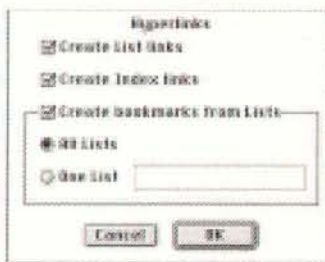 Hyperlinks
Create List links
Create Index links
Create bookmarks from Lists
All Lists
One List
Cancel
OK